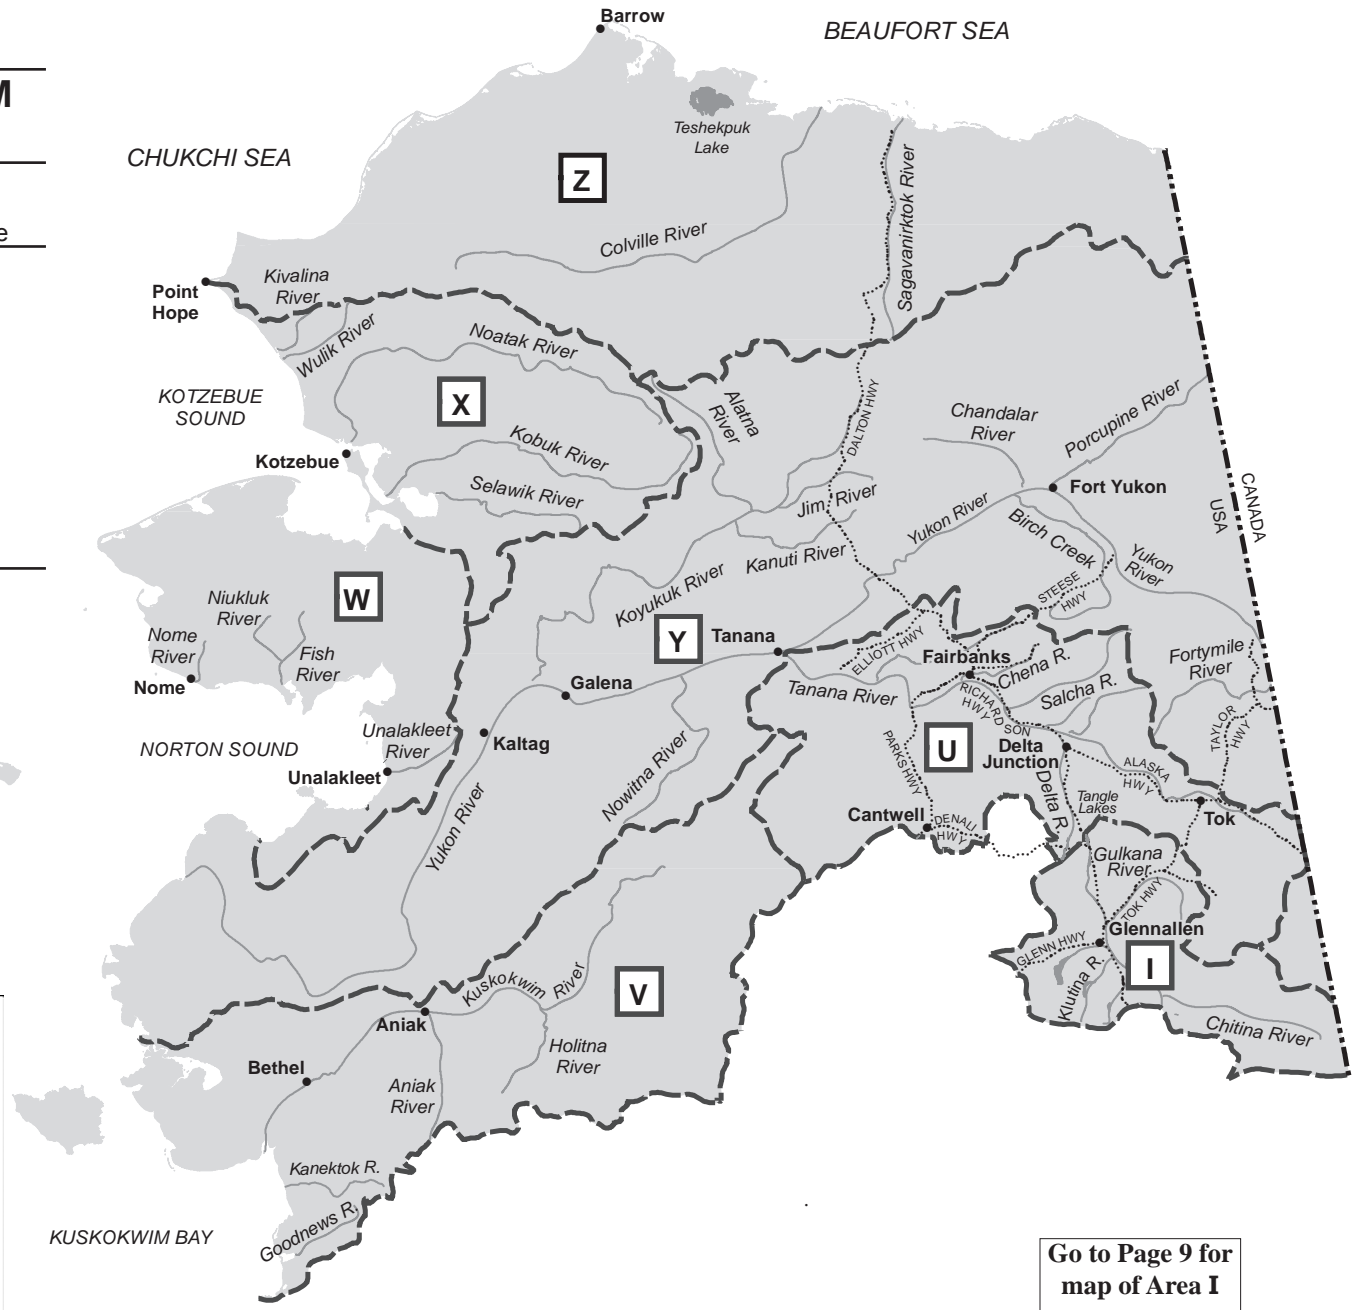 Barrow
BEAUFORT SEA
M
Teshekpuk
Lake
CHUKCHI SEA
Z
Sagavanirktok River
e
Colville River
Kivalina
River
Point
Hope
Wulik River
Noatak River
KOTZEBUE
SOUND
X
Alatna
River
DALTON HWY
Chandalar
River
Porcupine River
Kobuk River
Kotzebue
Selawik River
Jim River
Fort Yukon
CANADA
USA
Yukon River
Birch Creek
Yukon
River
Kanuti River
Koyukuk River
STEESE
HWY
W
Niukluk
River
Nome
River
Fish
River
Nome
Y
Tanana
ELLIOTT HWY
Fairbanks
Chena R.
Fortymile
River
Galena
Tanana River
RICHARDSON
HWY
Salcha R.
TAYLOR
HWY
Unalakleet
River
NORTON SOUND
Kaltag
Unalakleet
Nowitna River
PARKS HWY
U
Delta
Junction
ALASKA
HWY
Yukon River
Delta R.
Tangle
Lakes
Cantwell
DENALI
HWY
Tok
Gulkana
River
TOK HWY
Glennallen
GLENN HWY
I
Klutina R.
Kuskokwim River
V
Aniak
Chitina River
Holitna
River
Bethel
Aniak
River
Kanektok R.
Goodnews R.
KUSKOKWIM BAY
Go to Page 9 for
map of Area I